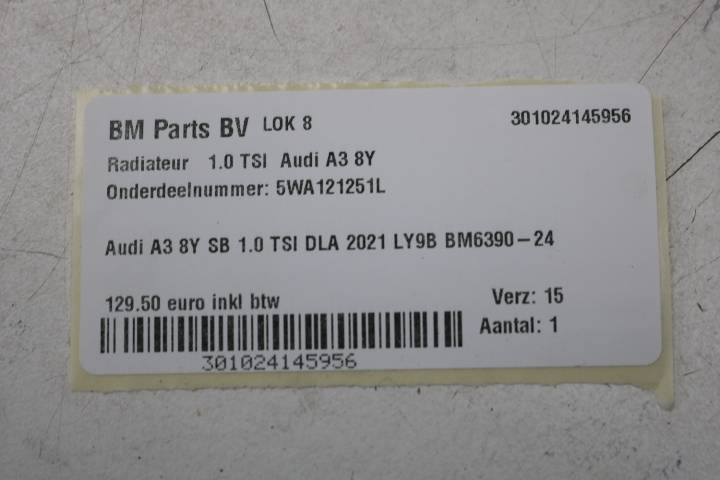 BM Parts BV LOK 8 301024145956
Radiateur 1.0 TSI Audi A3 8Y
Onderdeelnummer: 5WA121251L
Audi A3 8Y SB 1.0 TSI DLA 2021 LY9B BM6390-24
129.50 euro inkl btw Verz: 15
Aantal: 1
301024145956